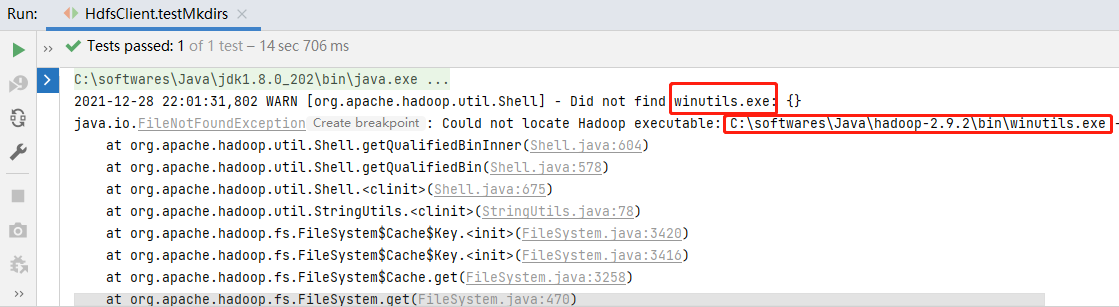 Run: HdfsClient.testMkdirs ×
›› Tests passed: 1 of 1 test – 14 sec 706 ms
C:\softwares\Java\jdk1.8.0_202\bin\java.exe ...
2021-12-28 22:01:31,802 WARN [org.apache.hadoop.util.Shell] - Did not find winutils.exe: {}
java.io.FileNotFoundException Create breakpoint : Could not locate Hadoop executable: C:\softwares\Java\hadoop-2.9.2\bin\winutils.exe -
at org.apache.hadoop.util.Shell.getQualifiedBinInner(Shell.java:604)
at org.apache.hadoop.util.Shell.getQualifiedBin(Shell.java:578)
at org.apache.hadoop.util.Shell.<clinit>(Shell.java:675)
at org.apache.hadoop.util.StringUtils.<clinit>(StringUtils.java:78)
at org.apache.hadoop.fs.FileSystem$Cache$Key.<init>(FileSystem.java:3420)
at org.apache.hadoop.fs.FileSystem$Cache$Key.<init>(FileSystem.java:3416)
at org.apache.hadoop.fs.FileSystem$Cache.get(FileSystem.java:3258)
at org.apache.hadoop.fs.FileSystem.get(FileSystem.java:470)